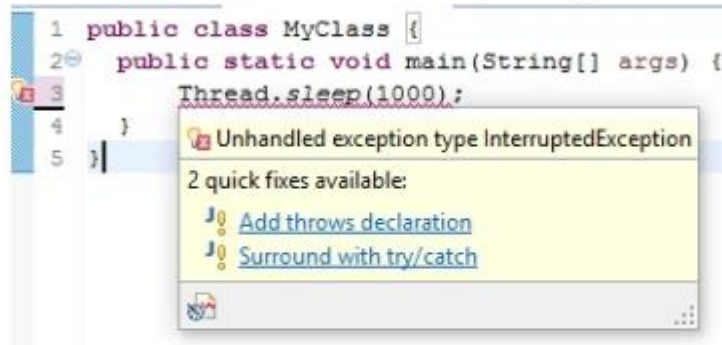 1 public class MyClass {
2 public static void main(String[] args) {
3 Thread.sleep(1000);
4 }
5 }
Unhandled exception type InterruptedException
2 quick fixes available:
Add throws declaration
Surround with try/catch